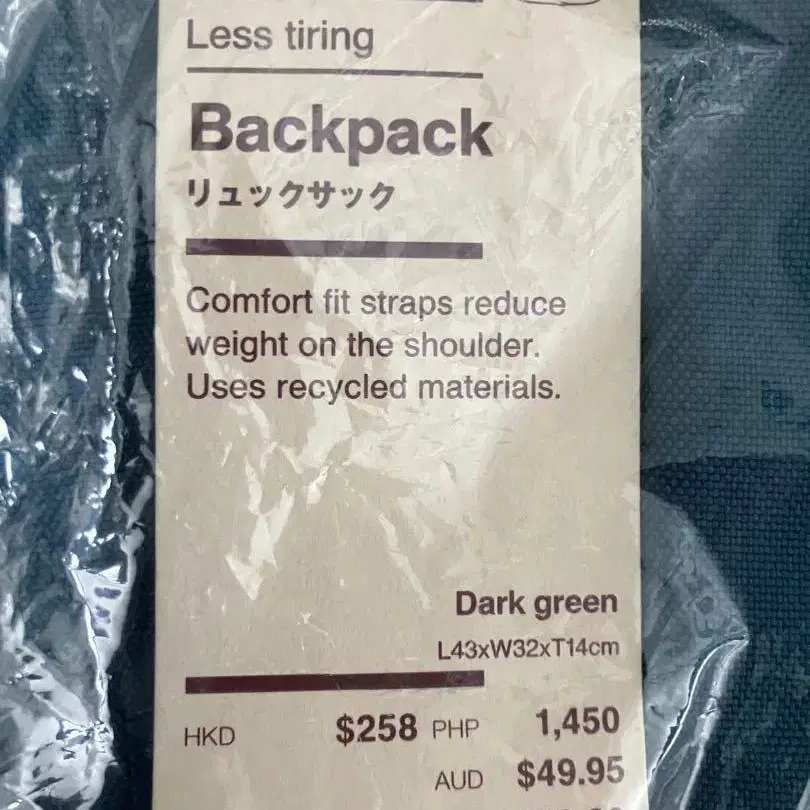 Less tiring
Backpack
リュックサック
Comfort fit straps reduce
weight on the shoulder.
Uses recycled materials.
Dark green
L43xW32xT14cm
HKD $258 PHP 1,450
AUD $49.95